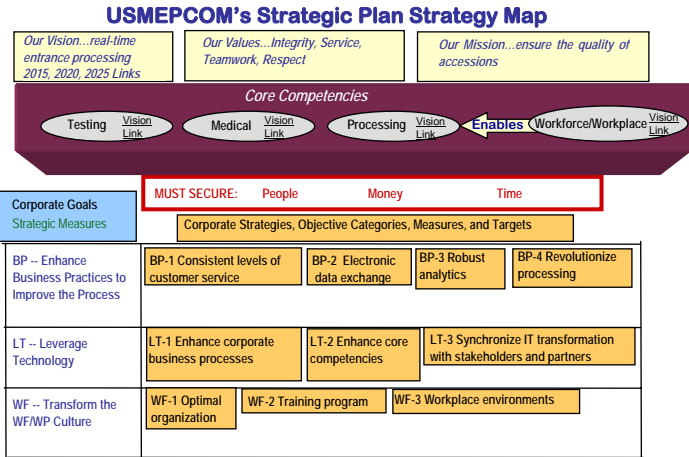 USMEPCOM's Strategic Plan Strategy Map
Our Vision…real-time
entrance processing
2015, 2020, 2025 Links
Our Values…Integrity, Service,
Teamwork, Respect
Our Mission…ensure the quality of
accessions
Core Competencies
Testing Vision
Link
Medical Vision
Link
Processing Vision
Link
Enables
Workforce/Workplace Vision
Link
Corporate Goals
Strategic Measures
MUST SECURE: People Money Time
Corporate Strategies, Objective Categories, Measures, and Targets
BP -- Enhance
Business Practices to
Improve the Process
BP-1 Consistent levels of
customer service
BP-2 Electronic
data exchange
BP-3 Robust
analytics
BP-4 Revolutionize
processing
LT -- Leverage
Technology
LT-1 Enhance corporate
business processes
LT-2 Enhance core
competencies
LT-3 Synchronize IT transformation
with stakeholders and partners
WF -- Transform the
WF/WP Culture
WF-1 Optimal
organization
WF-2 Training program
WF-3 Workplace environments